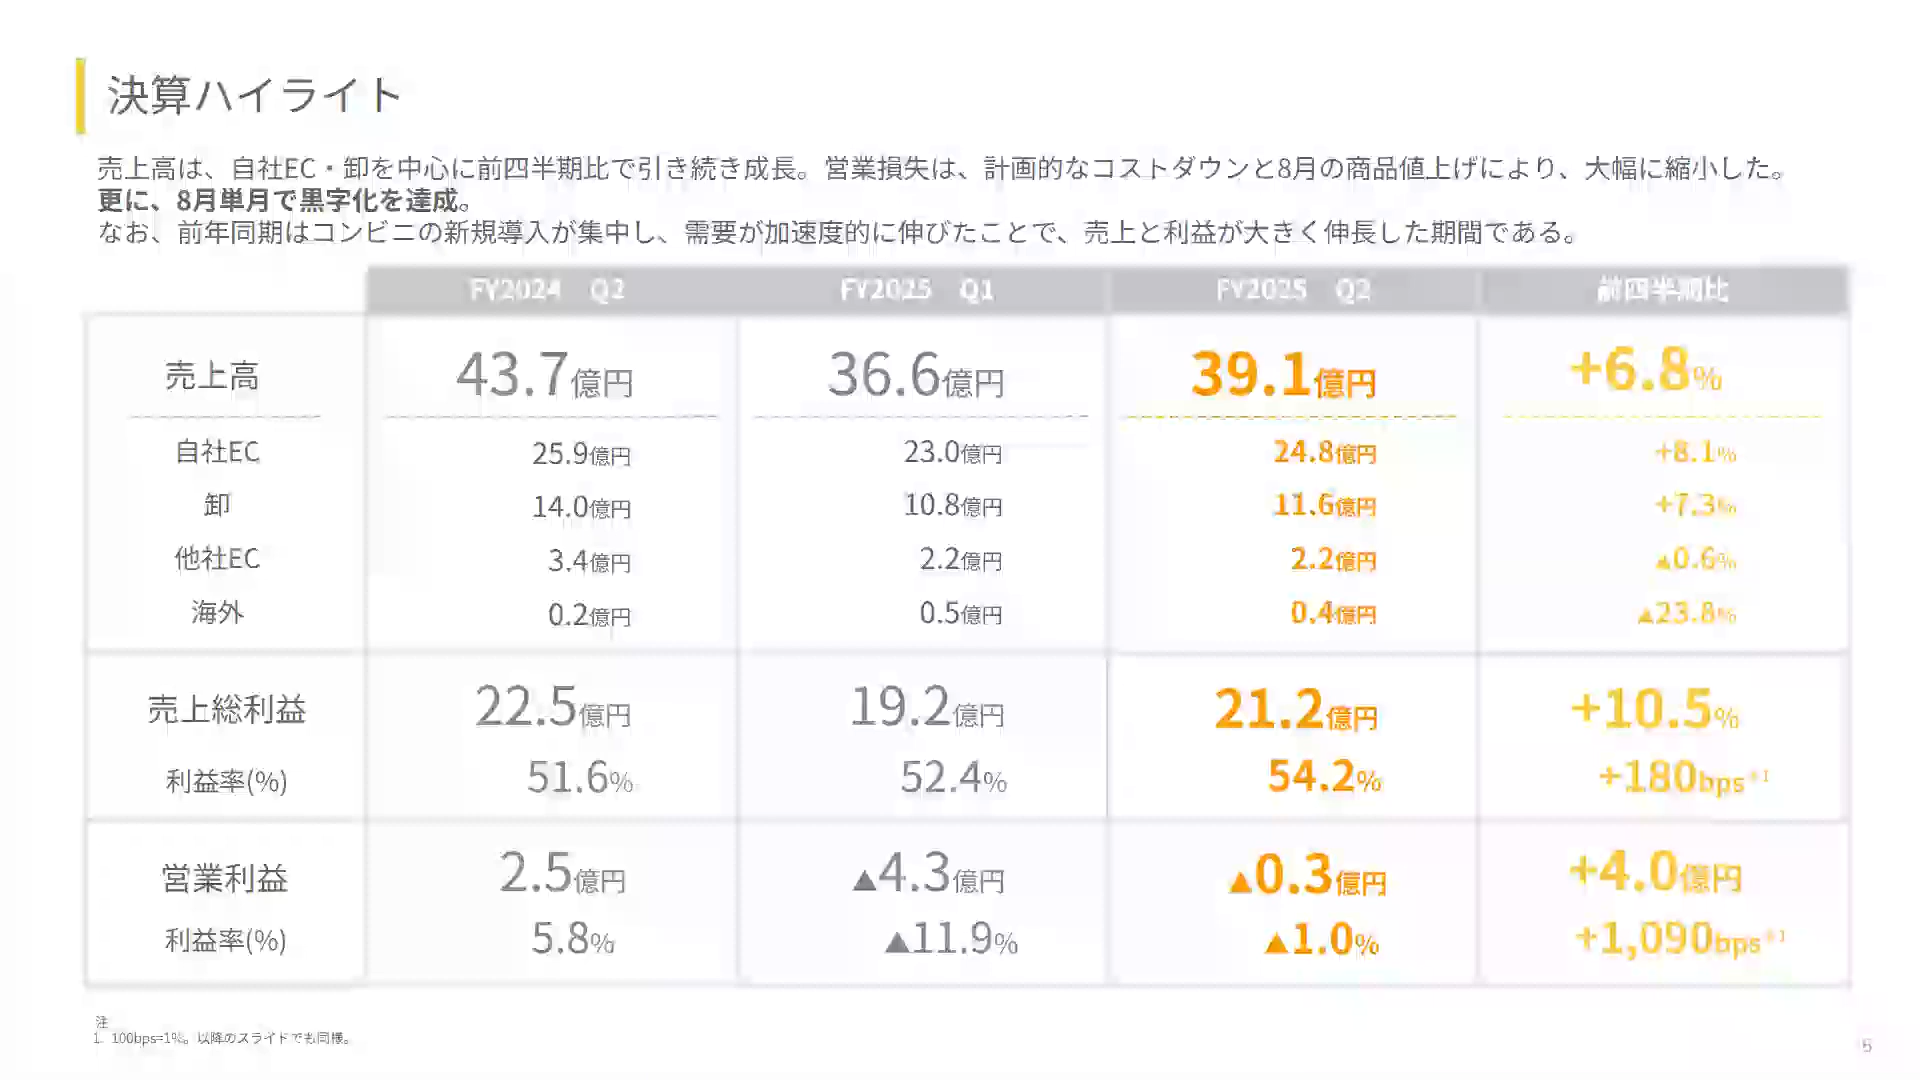 決算ハイライト
売上高は、自社EC・卸を中心に前四半期比で引き続き成長。営業損失は、計画的なコストダウンと8月の商品値上げにより、大幅に縮小した。
更に、8月単月で黒字化を達成。
なお、前年同期はコンビニの新規導入が集中し、需要が加速度的に伸びたことで、売上と利益が大きく伸長した期間である。
FY2024 Q2 FY2025 Q1 FY2025 Q2 前四半期比
売上高 43.7億円 36.6億円 39.1億円 +6.8%
自社EC 25.9億円 23.0億円 24.8億円 +8.1%
卸 14.0億円 10.8億円 11.6億円 +7.3%
他社EC 3.4億円 2.2億円 2.2億円 ▲0.6%
海外 0.2億円 0.5億円 0.4億円 ▲23.8%
売上総利益 22.5億円 19.2億円 21.2億円 +10.5%
利益率(%) 51.6% 52.4% 54.2% +180bps※1
営業利益 2.5億円 ▲4.3億円 ▲0.3億円 +4.0億円
利益率(%) 5.8% ▲11.9% ▲1.0% +1,090bps※1
注
1. 100bps=1%。以降のスライドでも同様。
5